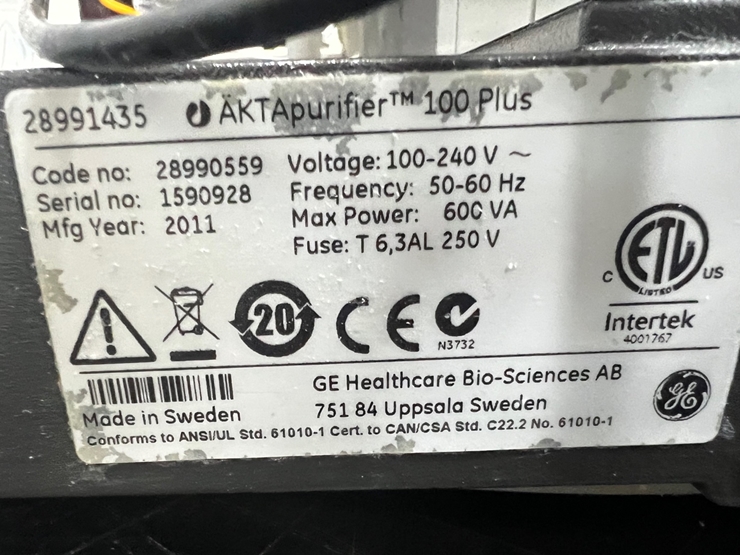 28991435 ÄKTApurifier™ 100 Plus
Code no: 28990559
Serial no: 1590928
Mfg Year: 2011
Voltage: 100-240 V ~
Frequency: 50-60 Hz
Max Power: 600 VA
Fuse: T 6,3AL 250 V
20
CE
N3732
ETL
LISTED
C US
Intertek
4001767
Made in Sweden
GE Healthcare Bio-Sciences AB
751 84 Uppsala Sweden
GE
Conforms to ANSI/UL Std. 61010-1 Cert. to CAN/CSA Std. C22.2 No. 61010-1